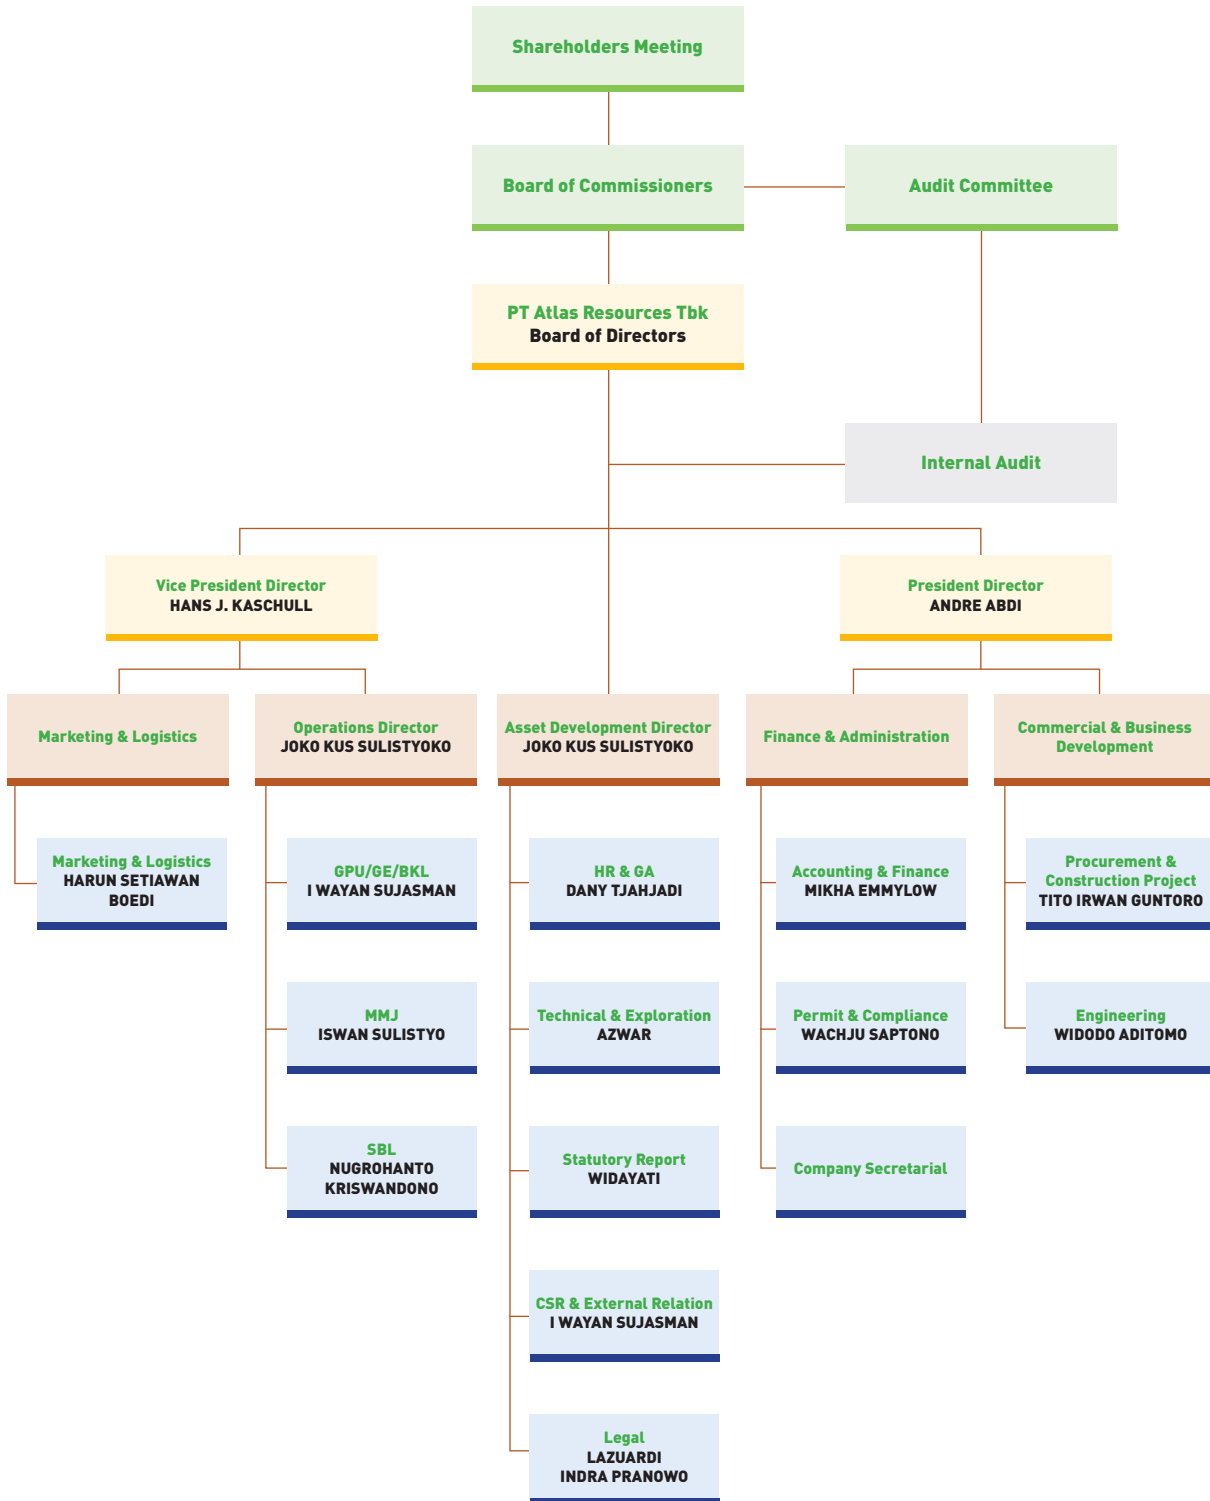 Shareholders Meeting
Board of Commissioners
Audit Committee
PT Atlas Resources Tbk
Board of Directors
Internal Audit
Vice President Director
HANS J. KASCHULL
President Director
ANDRE ABDI
Marketing & Logistics
Operations Director
JOKO KUS SULISTYOKO
Asset Development Director
JOKO KUS SULISTYOKO
Finance & Administration
Commercial & Business
Development
Marketing & Logistics
HARUN SETIAWAN
BOEDI
GPU/GE/BKL
I WAYAN SUJASMAN
HR & GA
DANY TJAHJADI
Accounting & Finance
MIKHA EMMYLOW
Procurement &
Construction Project
TITO IRWAN GUNTORO
MMJ
ISWAN SULISTYO
Technical & Exploration
AZWAR
Permit & Compliance
WACHJU SAPTONO
Engineering
WIDODO ADITOMO
SBL
NUGROHANTO
KRISWANDONO
Statutory Report
WIDAYATI
Company Secretarial
CSR & External Relation
I WAYAN SUJASMAN
Legal
LAZUARDI
INDRA PRANOWO